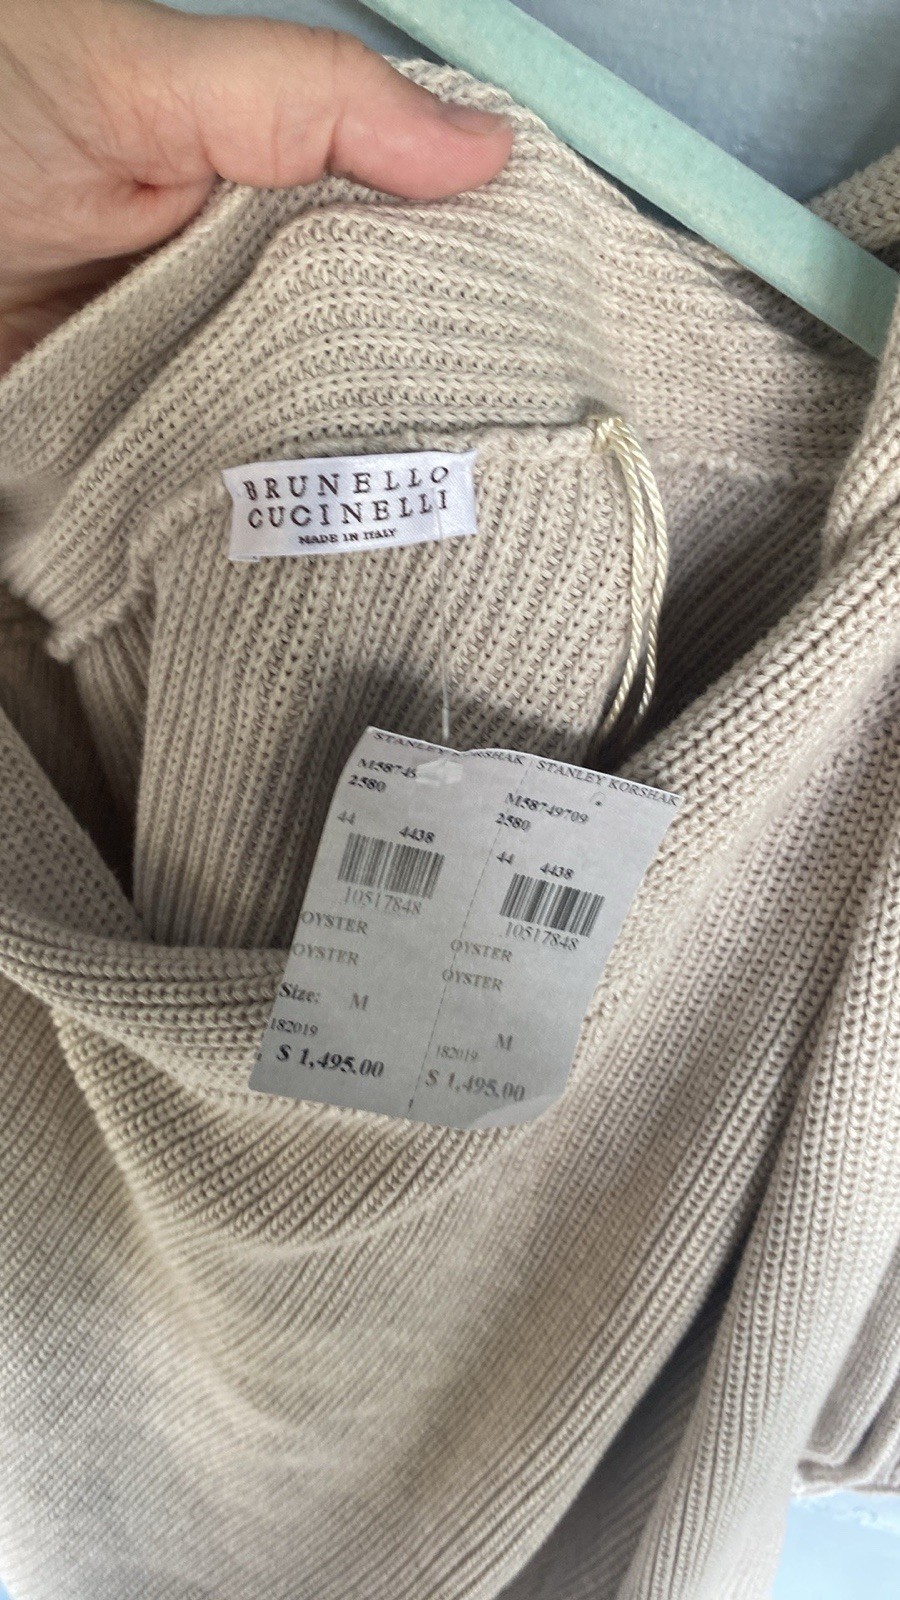 BRUNELLO
CUCINELLI
MADE IN ITALY
STANLEY KORSHAK
M58749
2580
44 4438
10517848
OYSTER
OYSTER
Size: M
182019
$ 1,495.00
STANLEY KORSHAK
M58749709
2580
44 4438
10517848
OYSTER
OYSTER
M
182019
$ 1,495.00